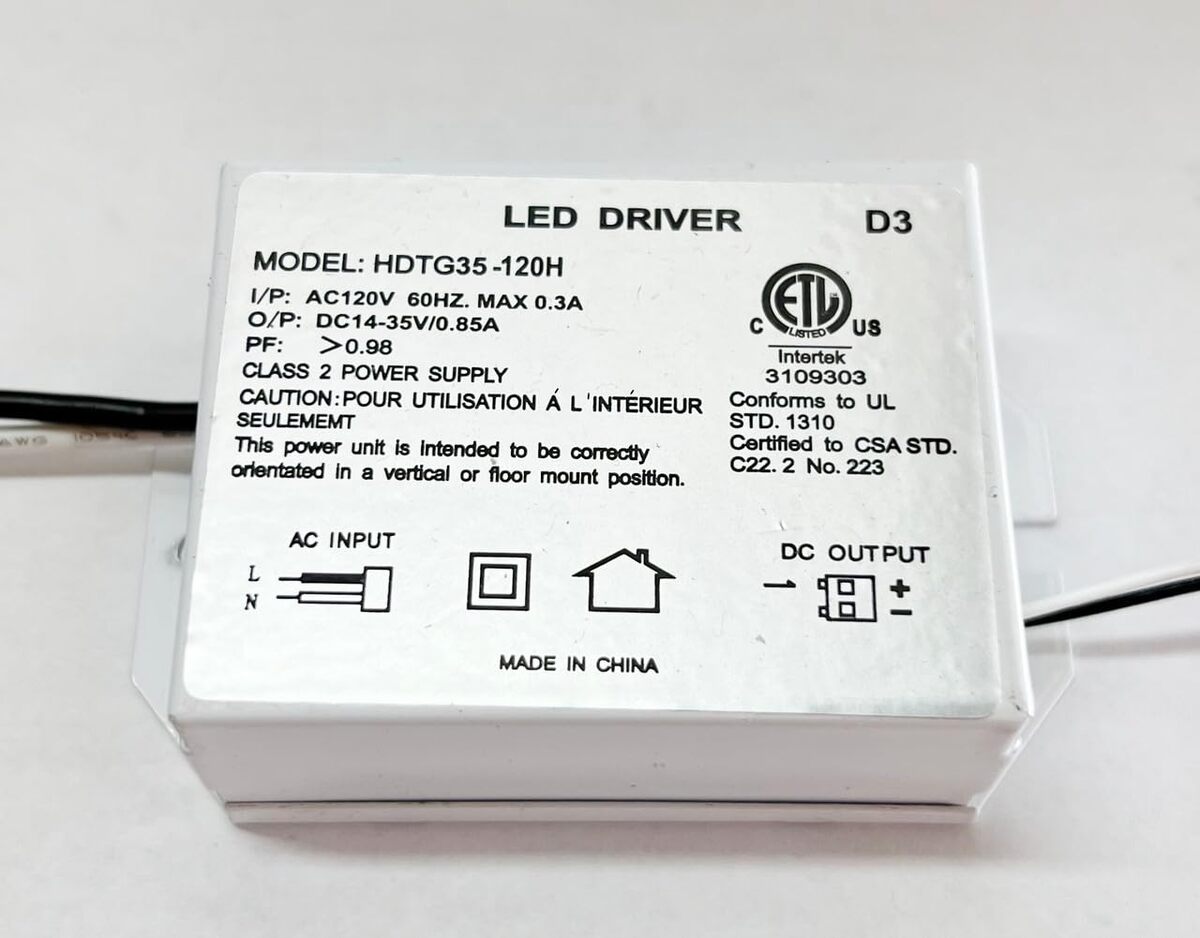 LED DRIVER
D3
MODEL: HDTG35-120H
I/P: AC120V 60HZ. MAX 0.3A
O/P: DC14-35V/0.85A
PF: >0.98
CLASS 2 POWER SUPPLY
CAUTION:POUR UTILISATION Á L'INTÉRIEUR
SEULEMEMT
This power unit is intended to be correctly
orientated in a vertical or floor mount position.
ETL
LISTED
C US
Intertek
3109303
Conforms to UL
STD. 1310
Certified to CSA STD.
C22. 2 No. 223
AC INPUT
L
N
DC OUTPUT
+
−
MADE IN CHINA
AWG